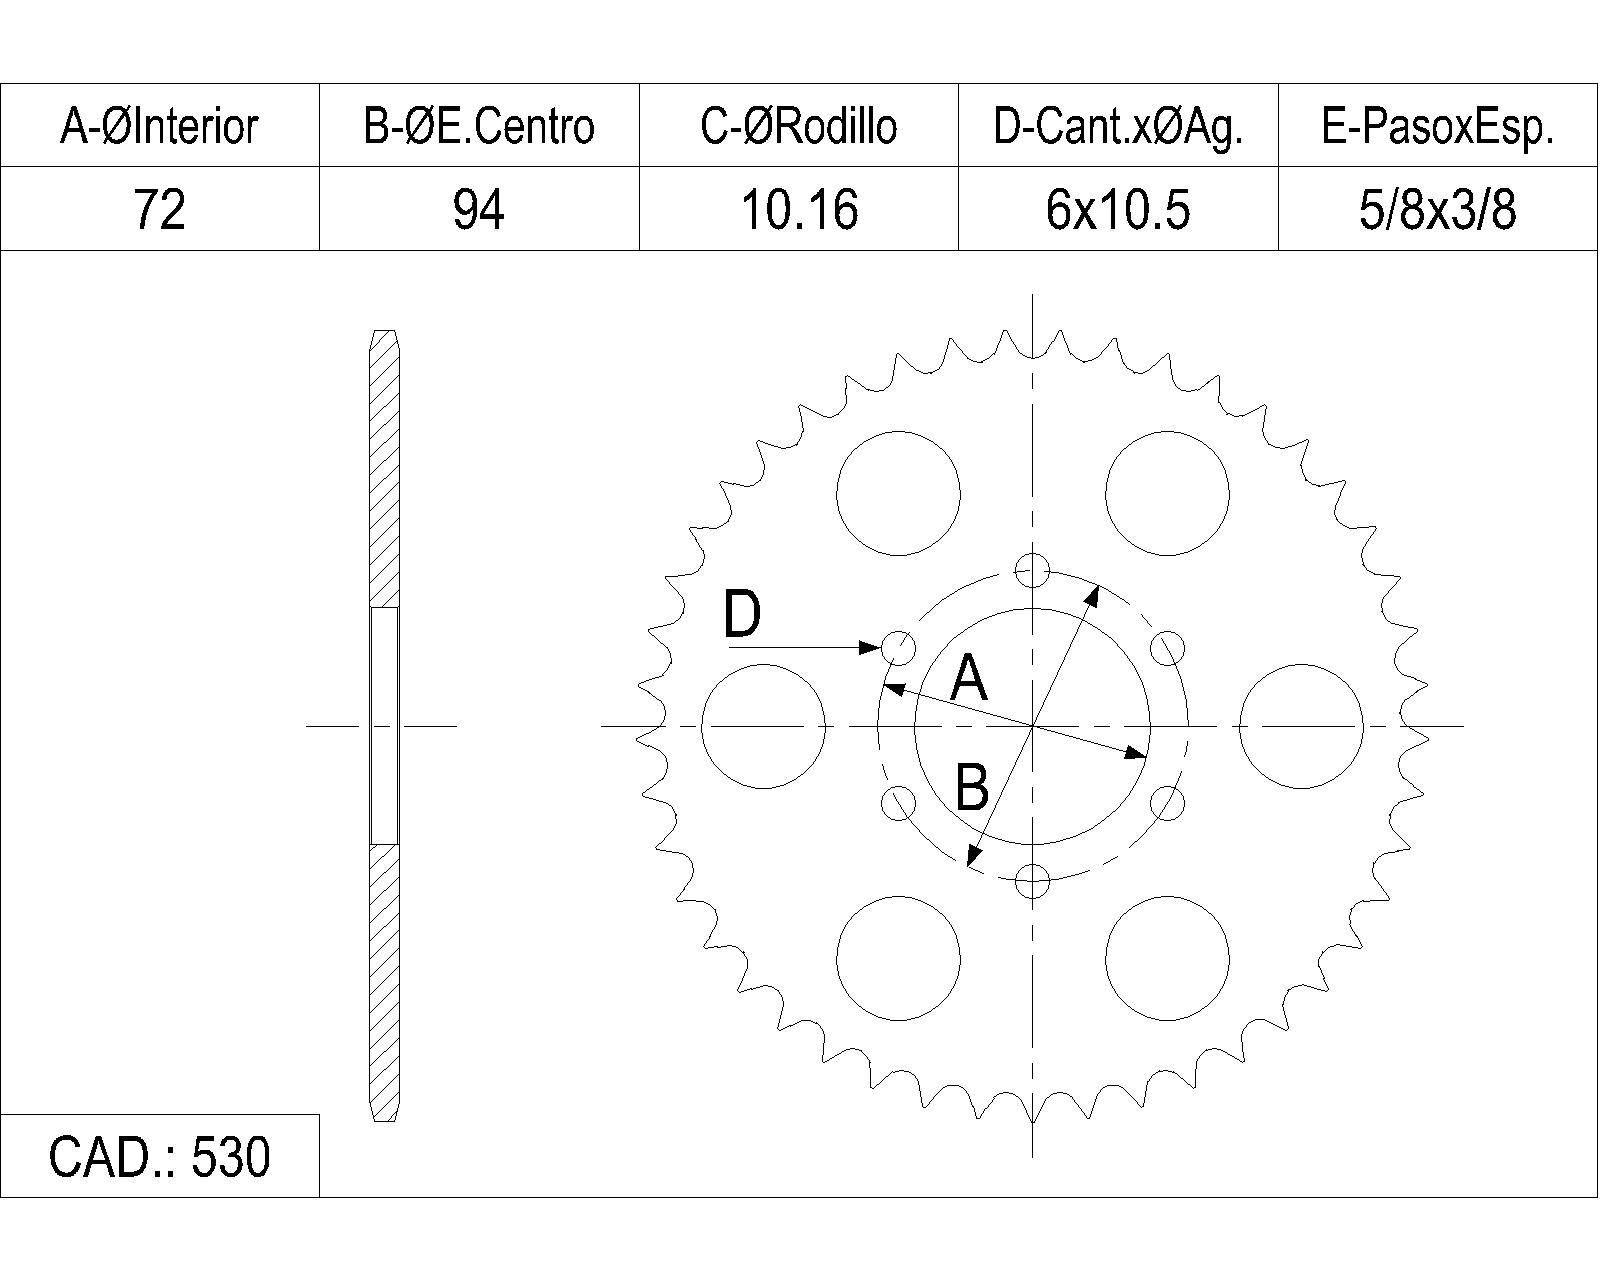 A-ØInterior B-ØE.Centro C-ØRodillo D-Cant.xØAg. E-PasoxEsp.
72 94 10.16 6x10.5 5/8x3/8
D
A
B
CAD.: 530